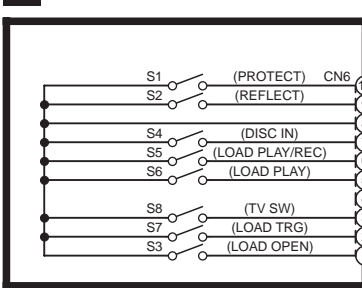 S1 (PROTECT) CN6
S2 (REFLECT)
S4 (DISC IN)
S5 (LOAD PLAY/REC)
S6 (LOAD PLAY)
S8 (TV SW)
S7 (LOAD TRG)
S3 (LOAD OPEN)